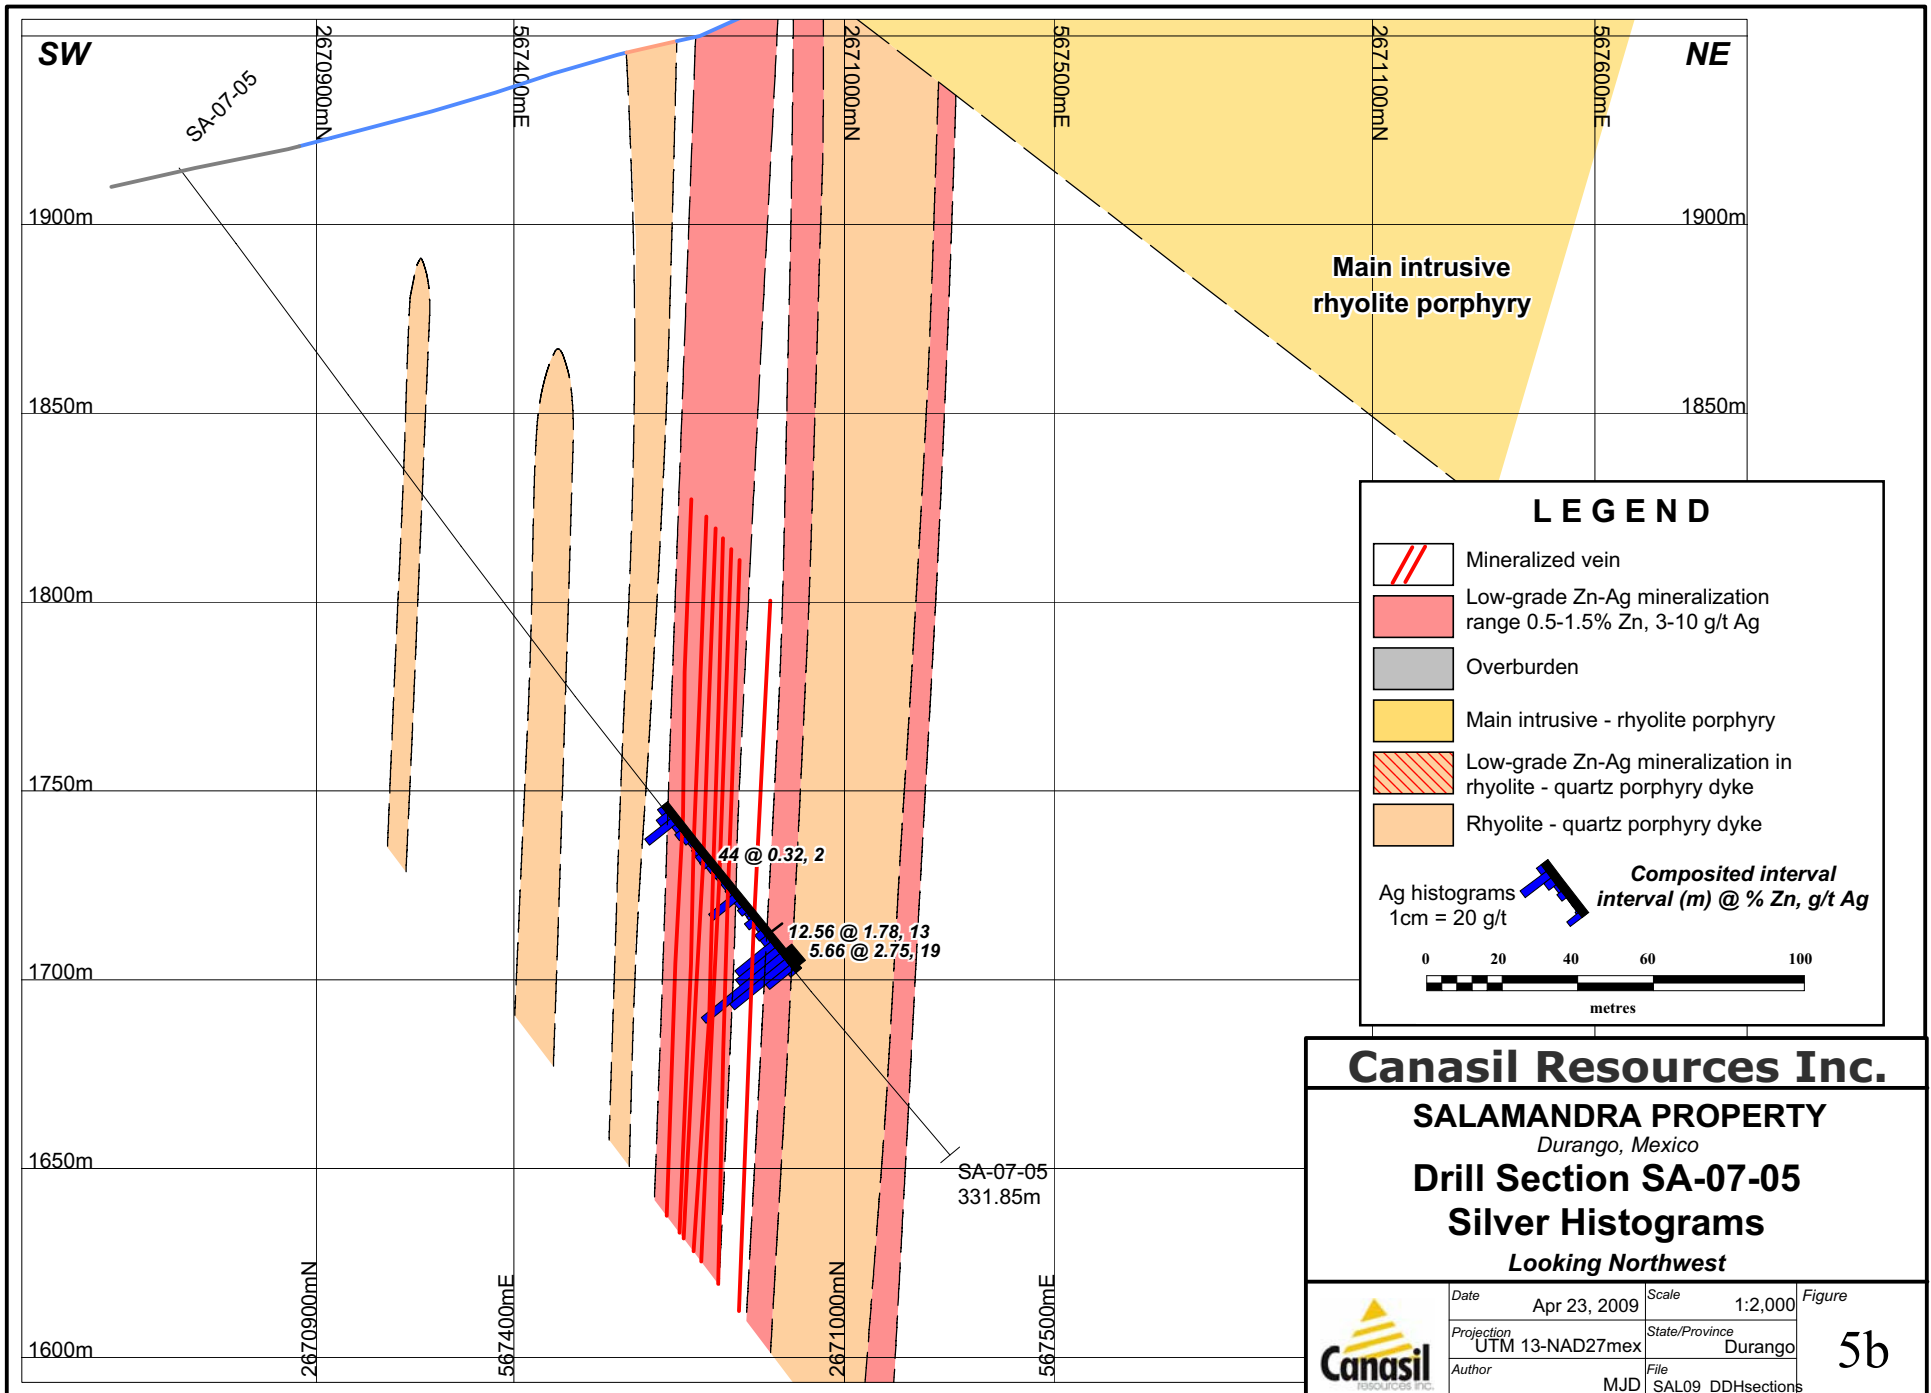 SW
NE
SA-07-05
2670900mN
567400mE
2671000mN
567500mE
2671100mN
567600mE
1900m
1900m
Main intrusive
rhyolite porphyry
1850m
1850m
1800m
1750m
1700m
1650m
1600m
44 @ 0.32, 2
12.56 @ 1.78, 13
5.66 @ 2.75, 19
SA-07-05
331.85m
2670900mN
567400mE
2671000mN
567500mE
LEGEND
Mineralized vein
Low-grade Zn-Ag mineralization
range 0.5-1.5% Zn, 3-10 g/t Ag
Overburden
Main intrusive - rhyolite porphyry
Low-grade Zn-Ag mineralization in
rhyolite - quartz porphyry dyke
Rhyolite - quartz porphyry dyke
Ag histograms
1cm = 20 g/t
Composited interval
interval (m) @ % Zn, g/t Ag
0 20 40 60 100
metres
Canasil Resources Inc.
SALAMANDRA PROPERTY
Durango, Mexico
Drill Section SA-07-05
Silver Histograms
Looking Northwest
Canasil
resources inc.
Date Apr 23, 2009
Scale 1:2,000
Figure
5b
Projection UTM 13-NAD27mex
State/Province Durango
Author MJD
File SAL09_DDHsections